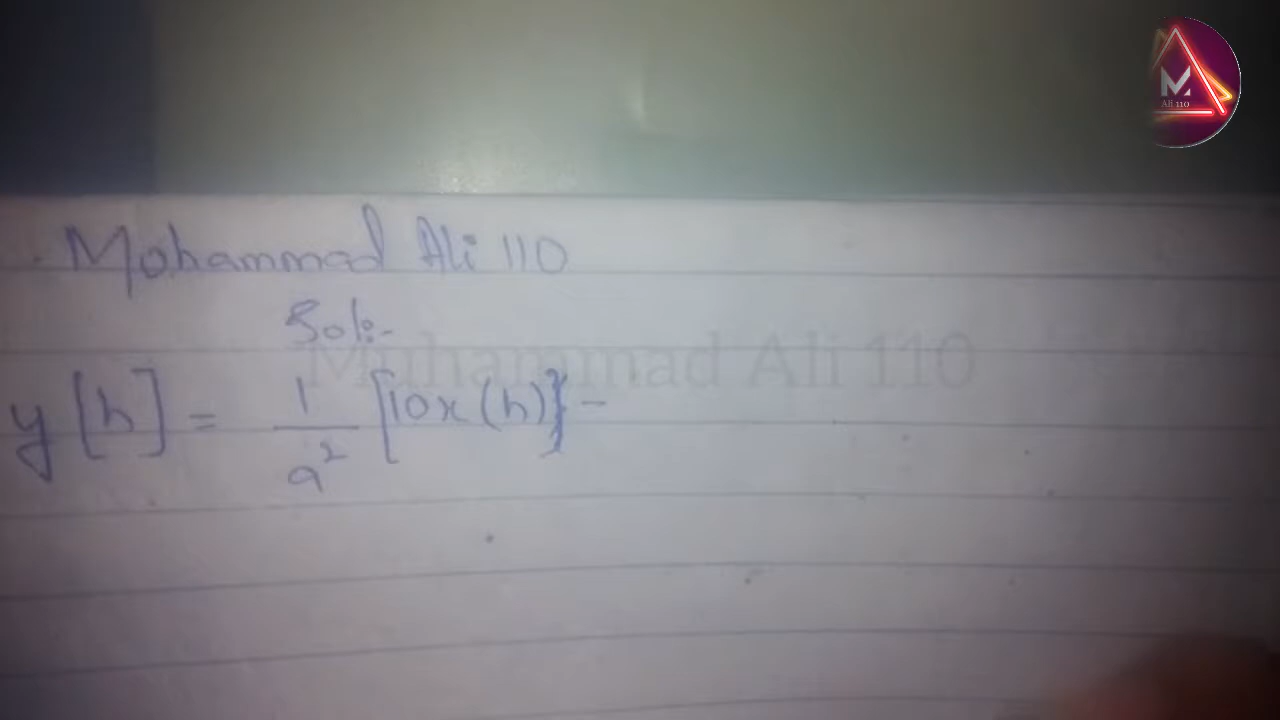 M
Ali 110
Mohammad Ali 110
Sol:-
Muhammad Ali 110
y[n] = 1/a² [10x(n)] -